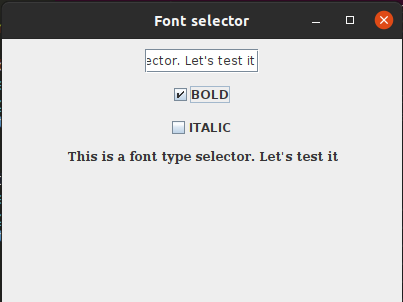 Font selector
ector. Let's test it
BOLD
ITALIC
This is a font type selector. Let's test it